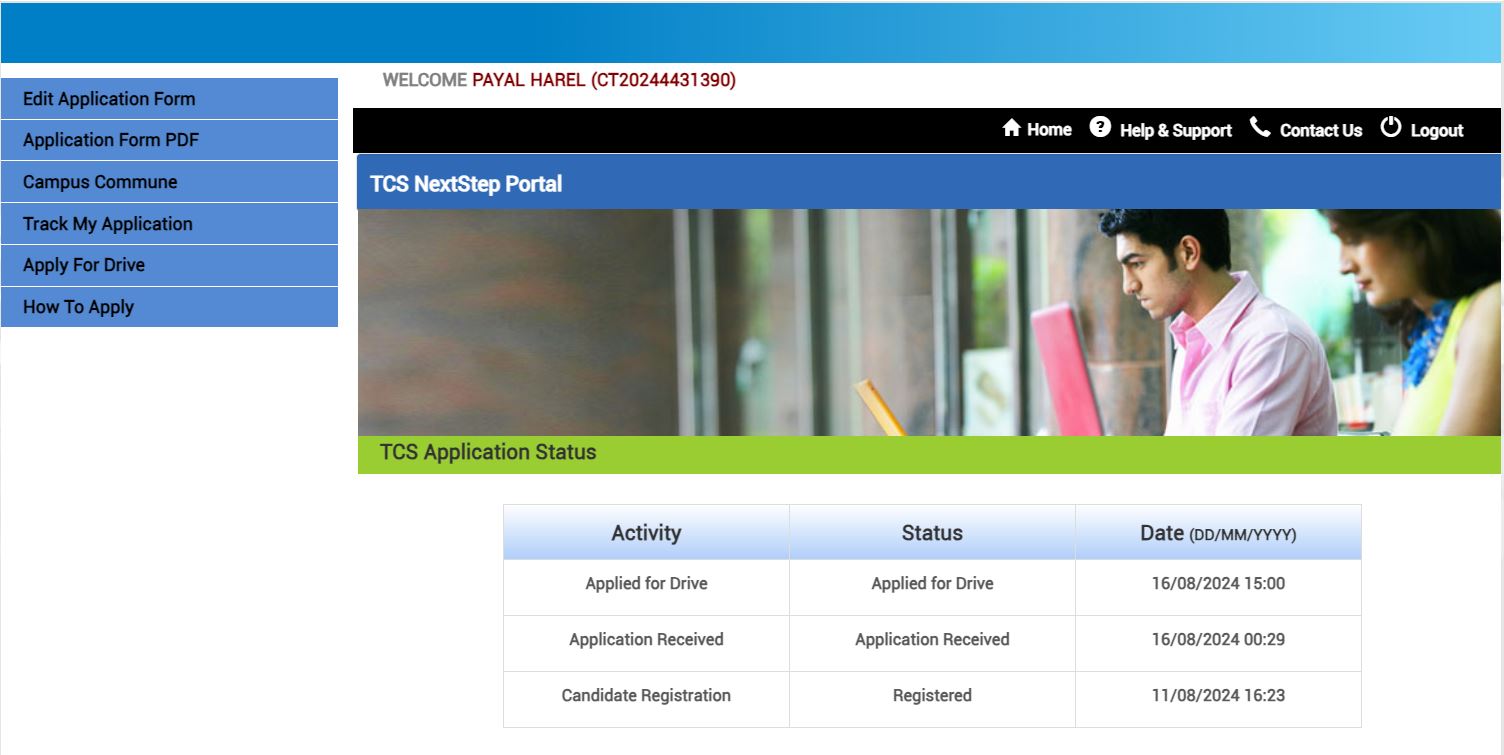 WELCOME PAYAL HAREL (CT20244431390)
Edit Application Form
Application Form PDF
Campus Commune
Track My Application
Apply For Drive
How To Apply
Home Help & Support Contact Us Logout
TCS NextStep Portal
TCS Application Status
Activity Status Date (DD/MM/YYYY)
Applied for Drive Applied for Drive 16/08/2024 15:00
Application Received Application Received 16/08/2024 00:29
Candidate Registration Registered 11/08/2024 16:23